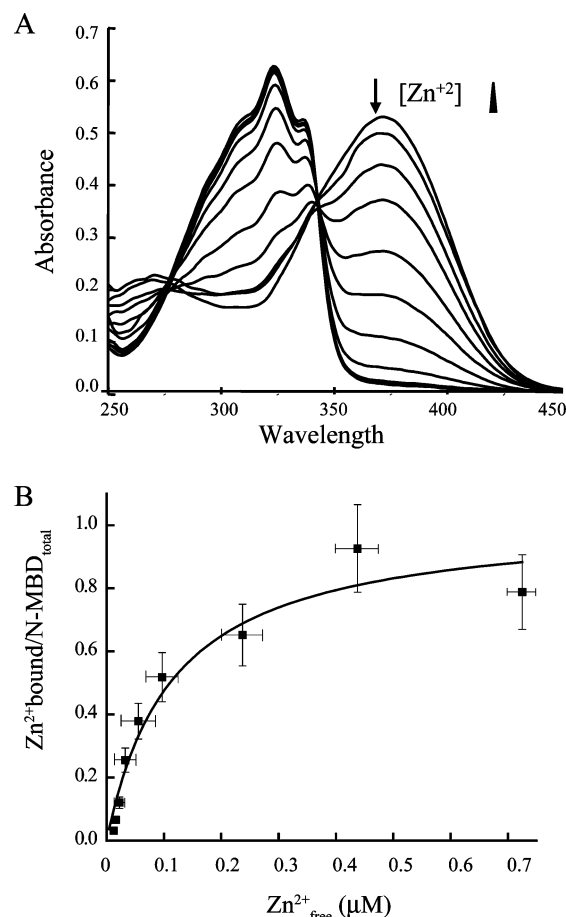 A
0.7
0.6
0.5
0.4
0.3
0.2
0.1
0.0
Absorbance
[Zn+2]
250 300 350 400 450
Wavelength
B
1.0
0.8
0.6
0.4
0.2
0.0
Zn2+bound/N-MBDtotal
0 0.1 0.2 0.3 0.4 0.5 0.6 0.7
Zn2+free (μM)